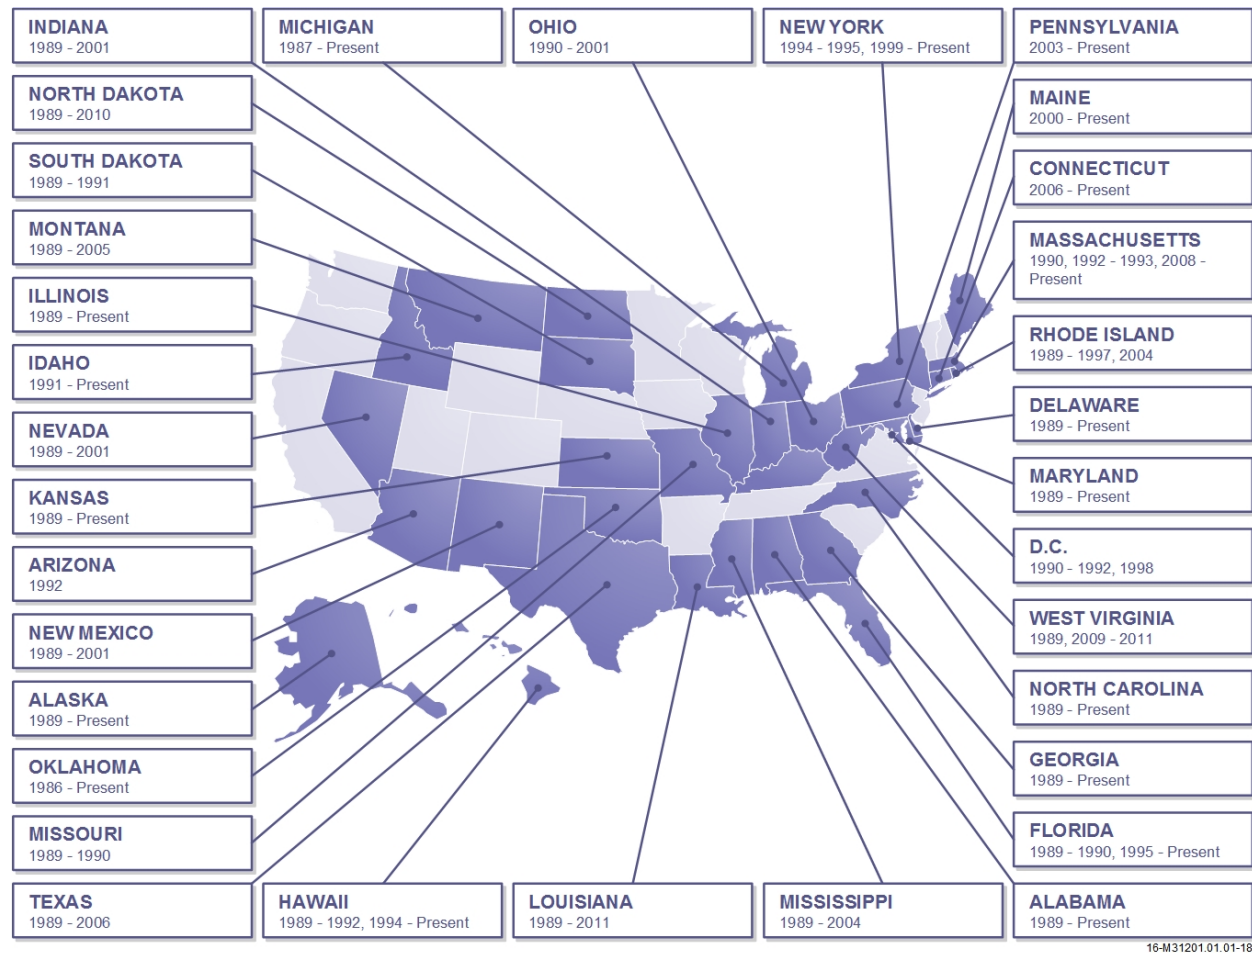 INDIANA
1989 - 2001
MICHIGAN
1987 - Present
OHIO
1990 - 2001
NEW YORK
1994 - 1995, 1999 - Present
PENNSYLVANIA
2003 - Present
NORTH DAKOTA
1989 - 2010
SOUTH DAKOTA
1989 - 1991
MONTANA
1989 - 2005
ILLINOIS
1989 - Present
IDAHO
1991 - Present
NEVADA
1989 - 2001
KANSAS
1989 - Present
ARIZONA
1992
NEW MEXICO
1989 - 2001
ALASKA
1989 - Present
OKLAHOMA
1986 - Present
MISSOURI
1989 - 1990
MAINE
2000 - Present
CONNECTICUT
2006 - Present
MASSACHUSETTS
1990, 1992 - 1993, 2008 -
Present
RHODE ISLAND
1989 - 1997, 2004
DELAWARE
1989 - Present
MARYLAND
1989 - Present
D.C.
1990 - 1992, 1998
WEST VIRGINIA
1989, 2009 - 2011
NORTH CAROLINA
1989 - Present
GEORGIA
1989 - Present
FLORIDA
1989 - 1990, 1995 - Present
TEXAS
1989 - 2006
HAWAII
1989 - 1992, 1994 - Present
LOUISIANA
1989 - 2011
MISSISSIPPI
1989 - 2004
ALABAMA
1989 - Present
16-M31201.01.01-18